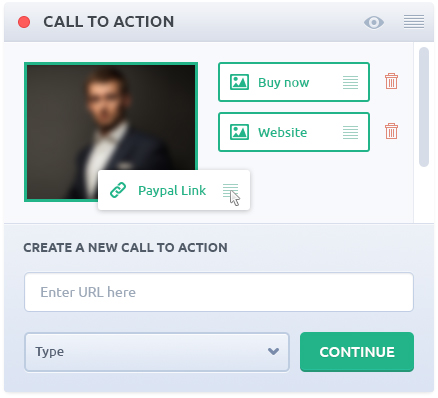 CALL TO ACTION
Buy now
Website
Paypal Link
CREATE A NEW CALL TO ACTION
Enter URL here
Type
CONTINUE